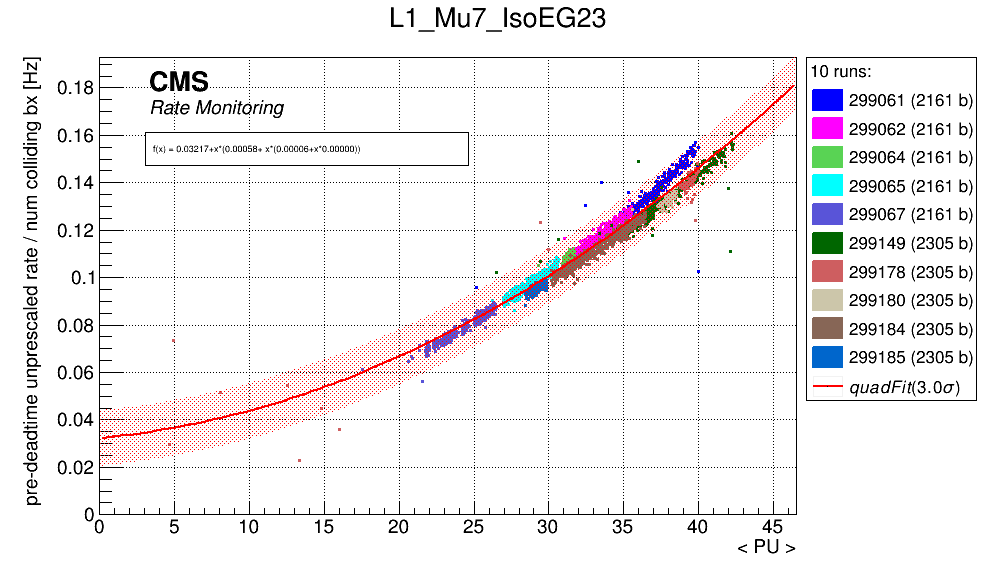 L1_Mu7_IsoEG23
pre-deadtime unprescaled rate / num colliding bx [Hz]
CMS
Rate Monitoring
f(x) = 0.03217+x*(0.00058+ x*(0.00006+x*0.00000))
0.18
0.16
0.14
0.12
0.1
0.08
0.06
0.04
0.02
0
0 5 10 15 20 25 30 35 40 45
< PU >
10 runs:
299061 (2161 b)
299062 (2161 b)
299064 (2161 b)
299065 (2161 b)
299067 (2161 b)
299149 (2305 b)
299178 (2305 b)
299180 (2305 b)
299184 (2305 b)
299185 (2305 b)
quadFit(3.0σ)